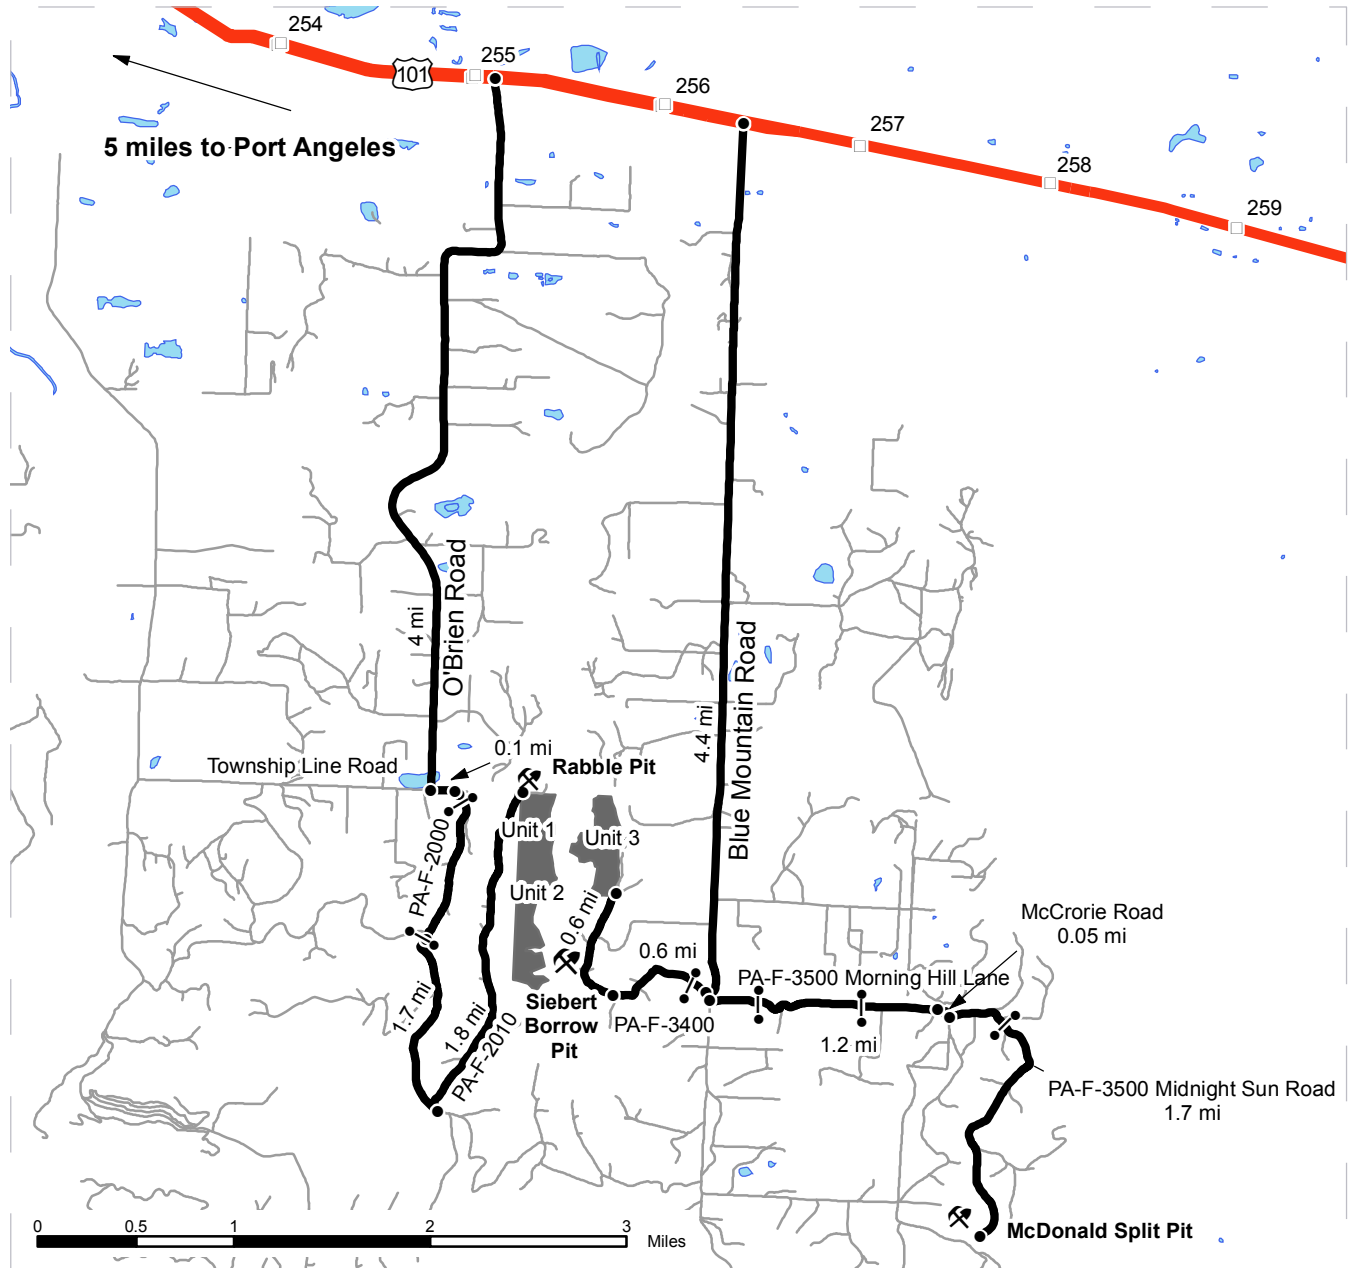 254
255
101
256
257
258
259
5 miles to Port Angeles
O'Brien Road
4 mi
Blue Mountain Road
4.4 mi
Township Line Road
0.1 mi
Rabble Pit
PA-F-2000
Unit 1
Unit 3
Unit 2
0.6 mi
0.6 mi
McCrorie Road
0.05 mi
PA-F-3500 Morning Hill Lane
Siebert
Borrow
Pit
PA-F-3400
1.7 mi
1.8 mi
PA-F-2010
1.2 mi
PA-F-3500 Midnight Sun Road
1.7 mi
McDonald Split Pit
0 0.5 1 2 3
Miles